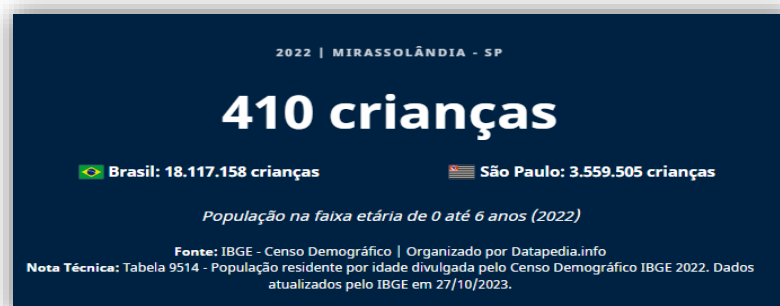 2022 | MIRASSOLÂNDIA - SP
410 crianças
Brasil: 18.117.158 crianças
São Paulo: 3.559.505 crianças
População na faixa etária de 0 até 6 anos (2022)
Fonte: IBGE - Censo Demográfico | Organizado por Datapedia.info
Nota Técnica: Tabela 9514 - População residente por idade divulgada pelo Censo Demográfico IBGE 2022. Dados
atualizados pelo IBGE em 27/10/2023.